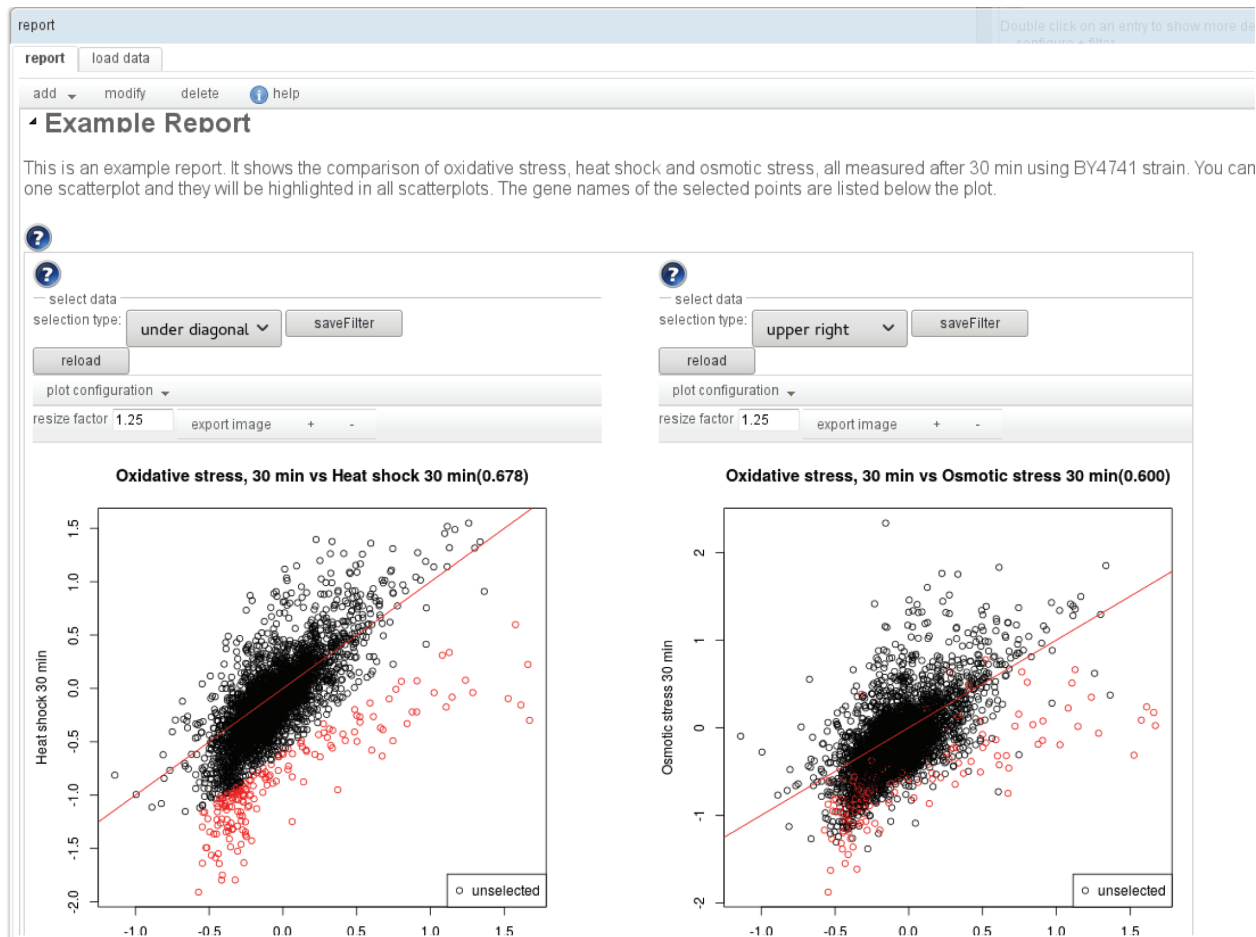 report
Double click on an entry to show more de
configure + filter
report load data
add modify delete help
Example Report
This is an example report. It shows the comparison of oxidative stress, heat shock and osmotic stress, all measured after 30 min using BY4741 strain. You can
one scatterplot and they will be highlighted in all scatterplots. The gene names of the selected points are listed below the plot.
?
?
select data
selection type: under diagonal saveFilter
reload
plot configuration
resize factor 1.25 export image + -
Oxidative stress, 30 min vs Heat shock 30 min(0.678)
Heat shock 30 min
1.5
1.0
0.5
0.0
-0.5
-1.0
-1.5
-2.0
unselected
-1.0 -0.5 0.0 0.5 1.0 1.5
?
select data
selection type: upper right saveFilter
reload
plot configuration
resize factor 1.25 export image + -
Oxidative stress, 30 min vs Osmotic stress 30 min(0.600)
Osmotic stress 30 min
2
1
0
-1
-2
unselected
-1.0 -0.5 0.0 0.5 1.0 1.5